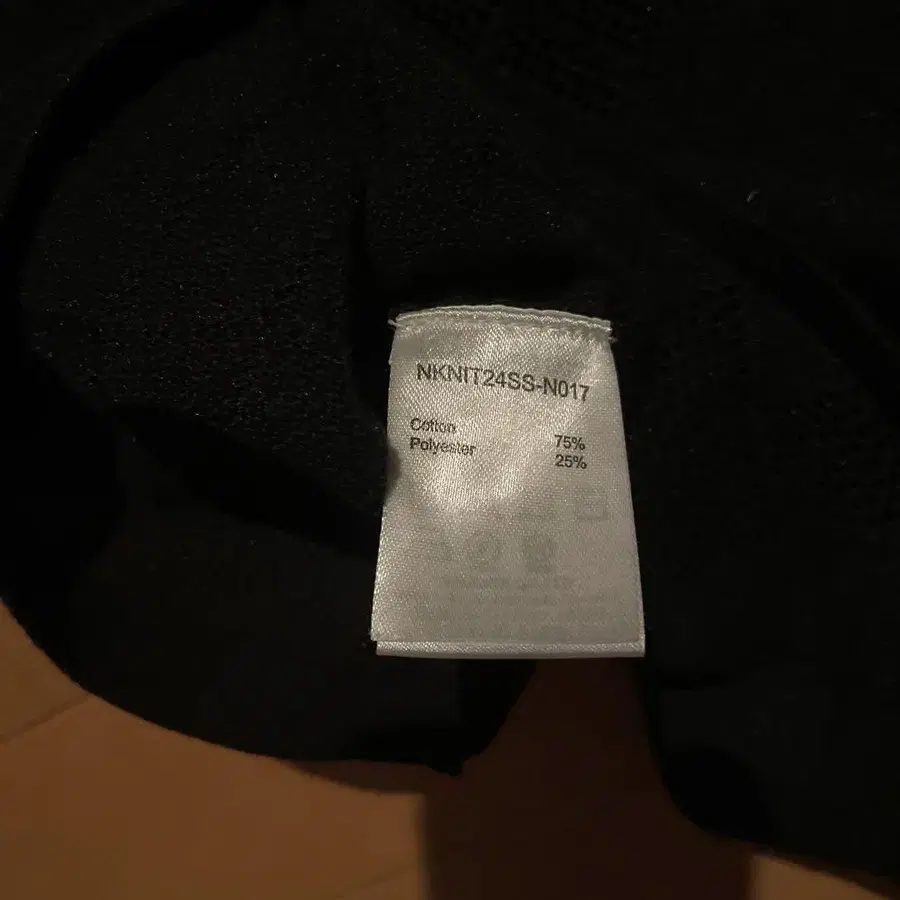 NKNIT24SS-N017
Cotton 75%
Polyester 25%